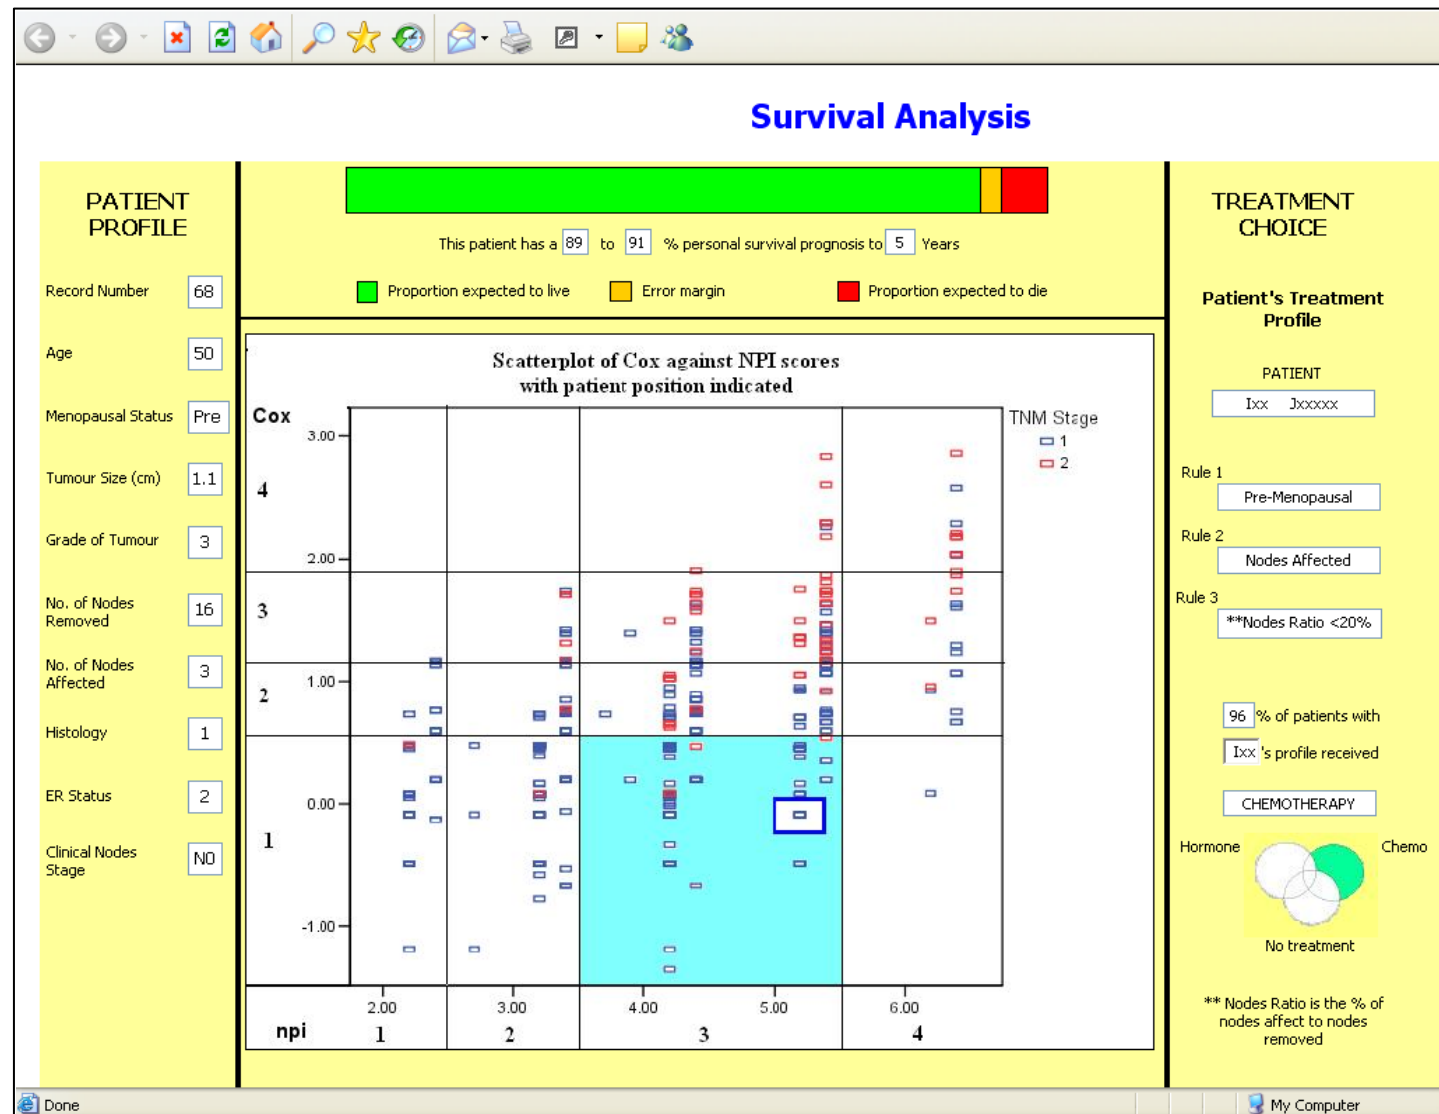 Survival Analysis
PATIENT
PROFILE
Record Number 68
Age 50
Menopausal Status Pre
Tumour Size (cm) 1.1
Grade of Tumour 3
No. of Nodes
Removed 16
No. of Nodes
Affected 3
Histology 1
ER Status 2
Clinical Nodes
Stage N0
This patient has a 89 to 91 % personal survival prognosis to 5 Years
Proportion expected to live Error margin Proportion expected to die
Scatterplot of Cox against NPI scores
with patient position indicated
Cox
3.00
4
2.00
3
1.00
2
0.00
1
-1.00
TNM Stage
1
2
2.00 3.00 4.00 5.00 6.00
npi 1 2 3 4
TREATMENT
CHOICE
Patient's Treatment
Profile
PATIENT
Ixx Jxxxxx
Rule 1
Pre-Menopausal
Rule 2
Nodes Affected
Rule 3
**Nodes Ratio <20%
96 % of patients with
Ixx 's profile received
CHEMOTHERAPY
Hormone Chemo
No treatment
** Nodes Ratio is the % of
nodes affect to nodes
removed
Done My Computer